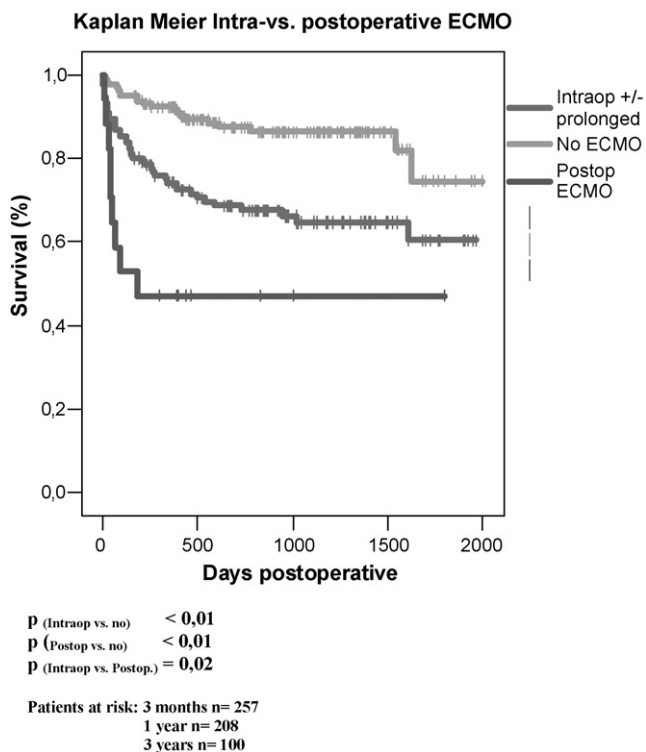 Kaplan Meier Intra-vs. postoperative ECMO
Intraop +/-
prolonged
No ECMO
Postop
ECMO
Survival (%)
1,0
0,8
0,6
0,4
0,2
0,0
0 500 1000 1500 2000
Days postoperative
p (Intraop vs. no) < 0,01
p (Postop vs. no) < 0,01
p (Intraop vs. Postop.) = 0,02
Patients at risk: 3 months n= 257
1 year n= 208
3 years n= 100